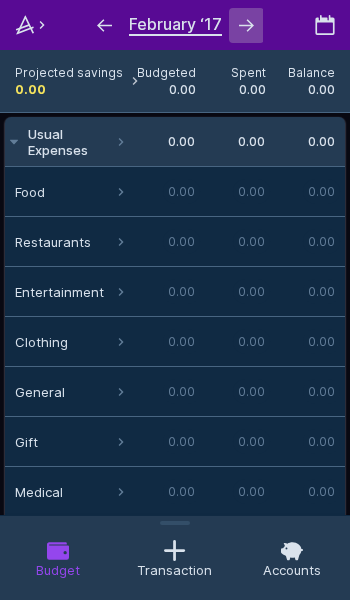 February ‘17
Projected savings Budgeted Spent Balance
0.00 0.00 0.00 0.00
Usual
Expenses 0.00 0.00 0.00
Food 0.00 0.00 0.00
Restaurants 0.00 0.00 0.00
Entertainment 0.00 0.00 0.00
Clothing 0.00 0.00 0.00
General 0.00 0.00 0.00
Gift 0.00 0.00 0.00
Medical 0.00 0.00 0.00
Budget Transaction Accounts